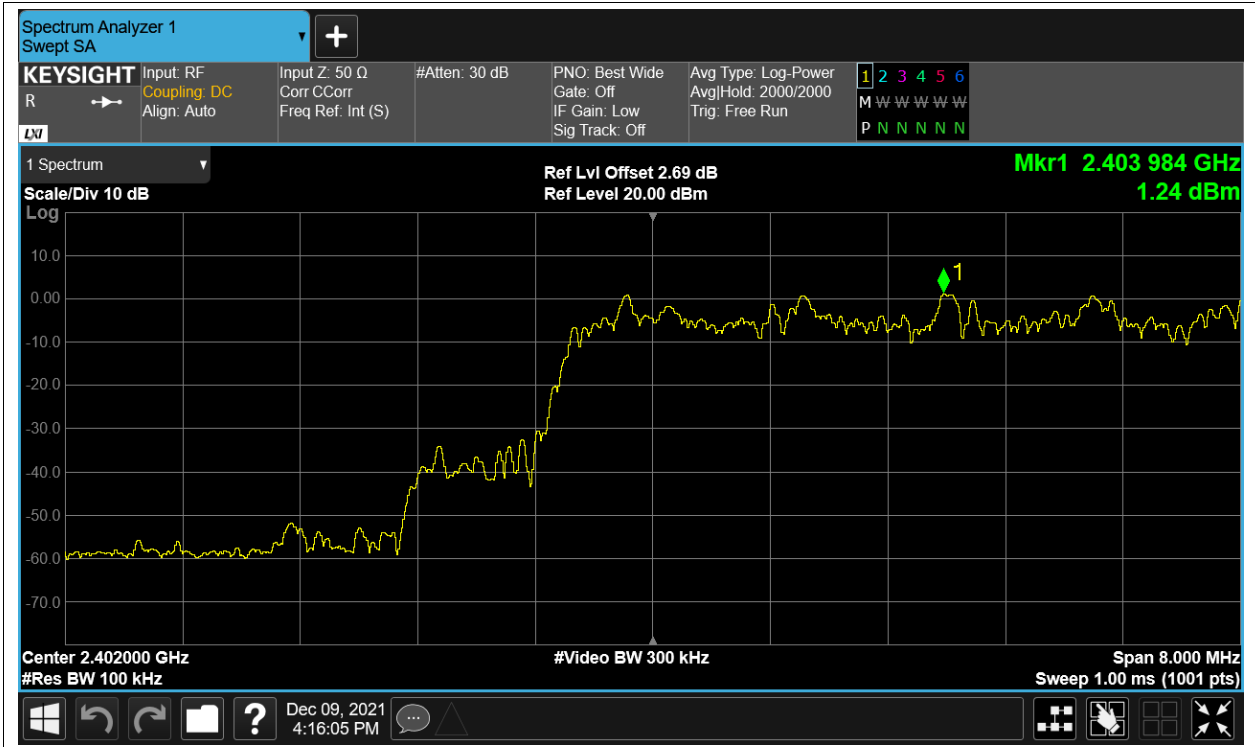 Spectrum Analyzer 1
Swept SA
+
KEYSIGHT
R
LXI
Input: RF
Coupling: DC
Align: Auto
Input Z: 50 Ω
Corr CCorr
Freq Ref: Int (S)
#Atten: 30 dB
PNO: Best Wide
Gate: Off
IF Gain: Low
Sig Track: Off
Avg Type: Log-Power
Avg|Hold: 2000/2000
Trig: Free Run
1 2 3 4 5 6
M W W W W W
P N N N N N
1 Spectrum
Scale/Div 10 dB
Log
Ref Lvl Offset 2.69 dB
Ref Level 20.00 dBm
Mkr1 2.403 984 GHz
1.24 dBm
10.0
0.00
-10.0
-20.0
-30.0
-40.0
-50.0
-60.0
-70.0
1
Center 2.402000 GHz
#Res BW 100 kHz
#Video BW 300 kHz
Span 8.000 MHz
Sweep 1.00 ms (1001 pts)
?
Dec 09, 2021
4:16:05 PM